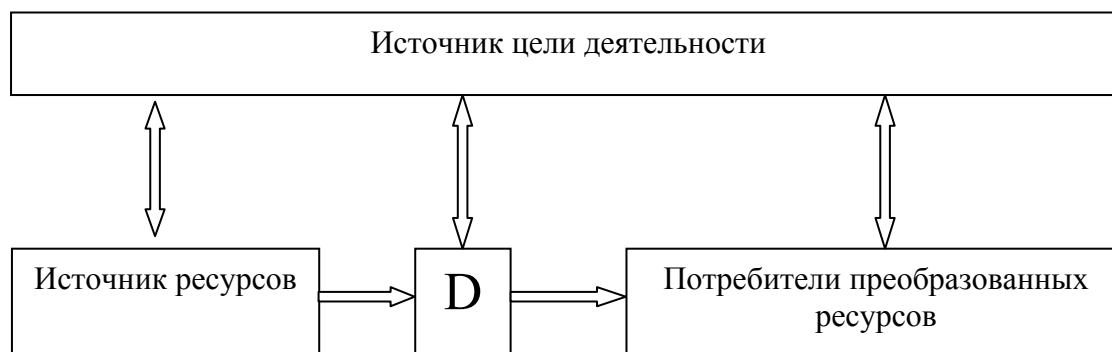 Источник цели деятельности
Источник ресурсов
D
Потребители преобразованных
ресурсов